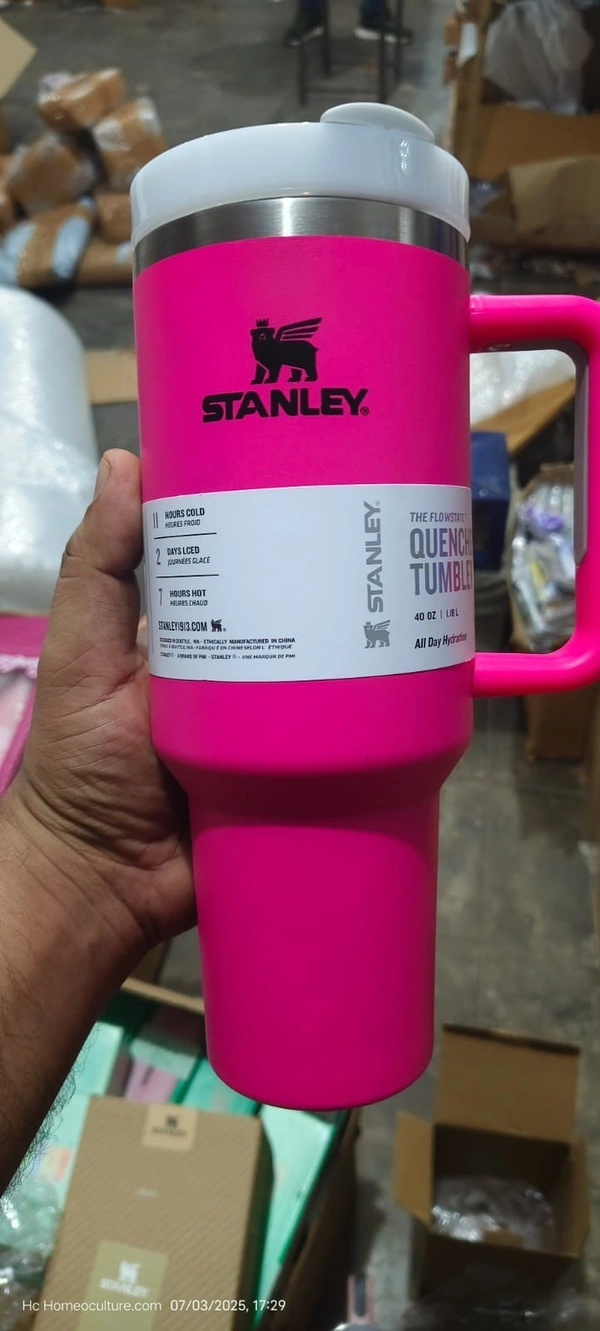 STANLEY®
11 HOURS COLD
HEURES FROID
2 DAYS LCED
JOURNÉES GLACÉ
7 HOURS HOT
HEURES CHAUD
STANLEY1913.COM
DESIGNED IN SEATTLE, WA - ETHICALLY MANUFACTURED IN CHINA
STANLEY®
THE FLOWSTATE
QUENCH
TUMBLE
40 OZ | 1.18 L
All Day Hydration
STANLEY
Hc Homeoculture.com 07/03/2025, 17:29